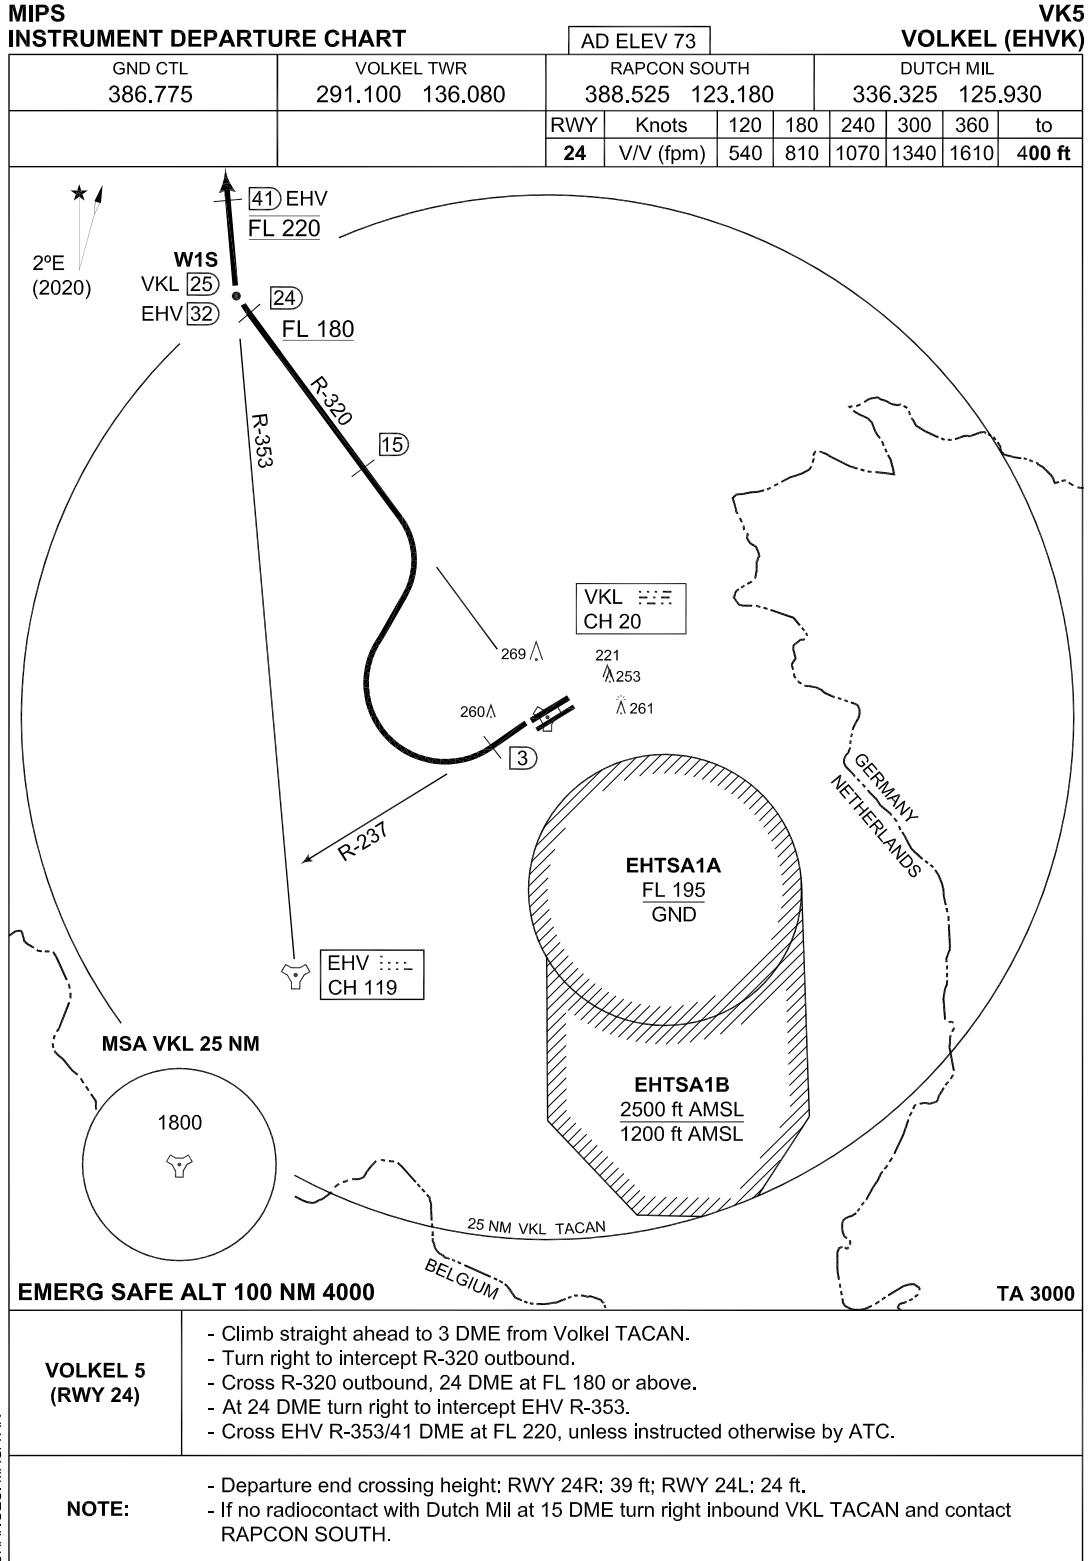 MIPS
INSTRUMENT DEPARTURE CHART
AD ELEV 73
VK5
VOLKEL (EHVK)
GND CTL
386.775
VOLKEL TWR
291.100 136.080
RAPCON SOUTH
388.525 123.180
DUTCH MIL
336.325 125.930
RWY Knots 120 180 240 300 360 to
24 V/V (fpm) 540 810 1070 1340 1610 400 ft
2ºE
(2020)
41 EHV
FL 220
W1S
VKL 25
EHV 32
24
FL 180
R-320
R-353
15
VKL
CH 20
269
221
253
260
261
3
R-237
GERMANY
NETHERLANDS
EHTSA1A
FL 195
GND
EHV
CH 119
MSA VKL 25 NM
1800
EHTSA1B
2500 ft AMSL
1200 ft AMSL
25 NM VKL TACAN
BELGIUM
EMERG SAFE ALT 100 NM 4000
TA 3000
VOLKEL 5
(RWY 24)
- Climb straight ahead to 3 DME from Volkel TACAN.
- Turn right to intercept R-320 outbound.
- Cross R-320 outbound, 24 DME at FL 180 or above.
- At 24 DME turn right to intercept EHV R-353.
- Cross EHV R-353/41 DME at FL 220, unless instructed otherwise by ATC.
NOTE:
- Departure end crossing height: RWY 24R: 39 ft; RWY 24L: 24 ft.
- If no radiocontact with Dutch Mil at 15 DME turn right inbound VKL TACAN and contact
RAPCON SOUTH.